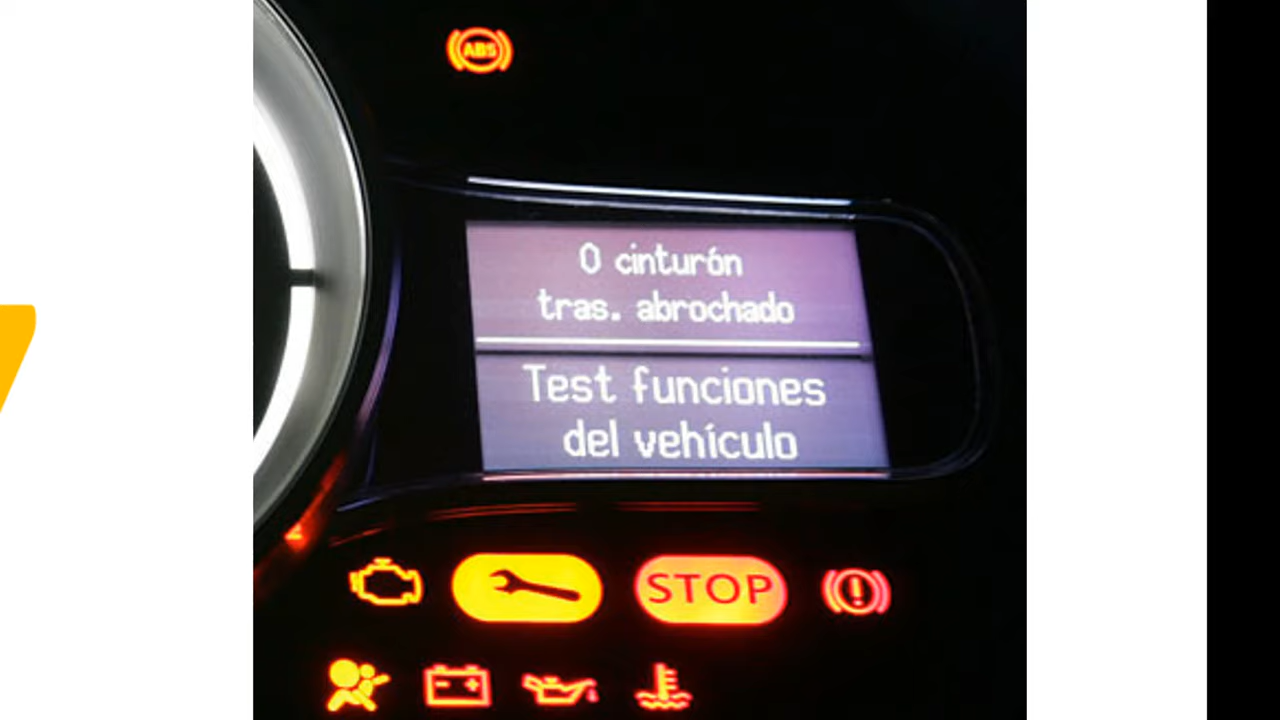 ABS
0 cinturón
tras. abrochado
Test funciones
del vehículo
STOP